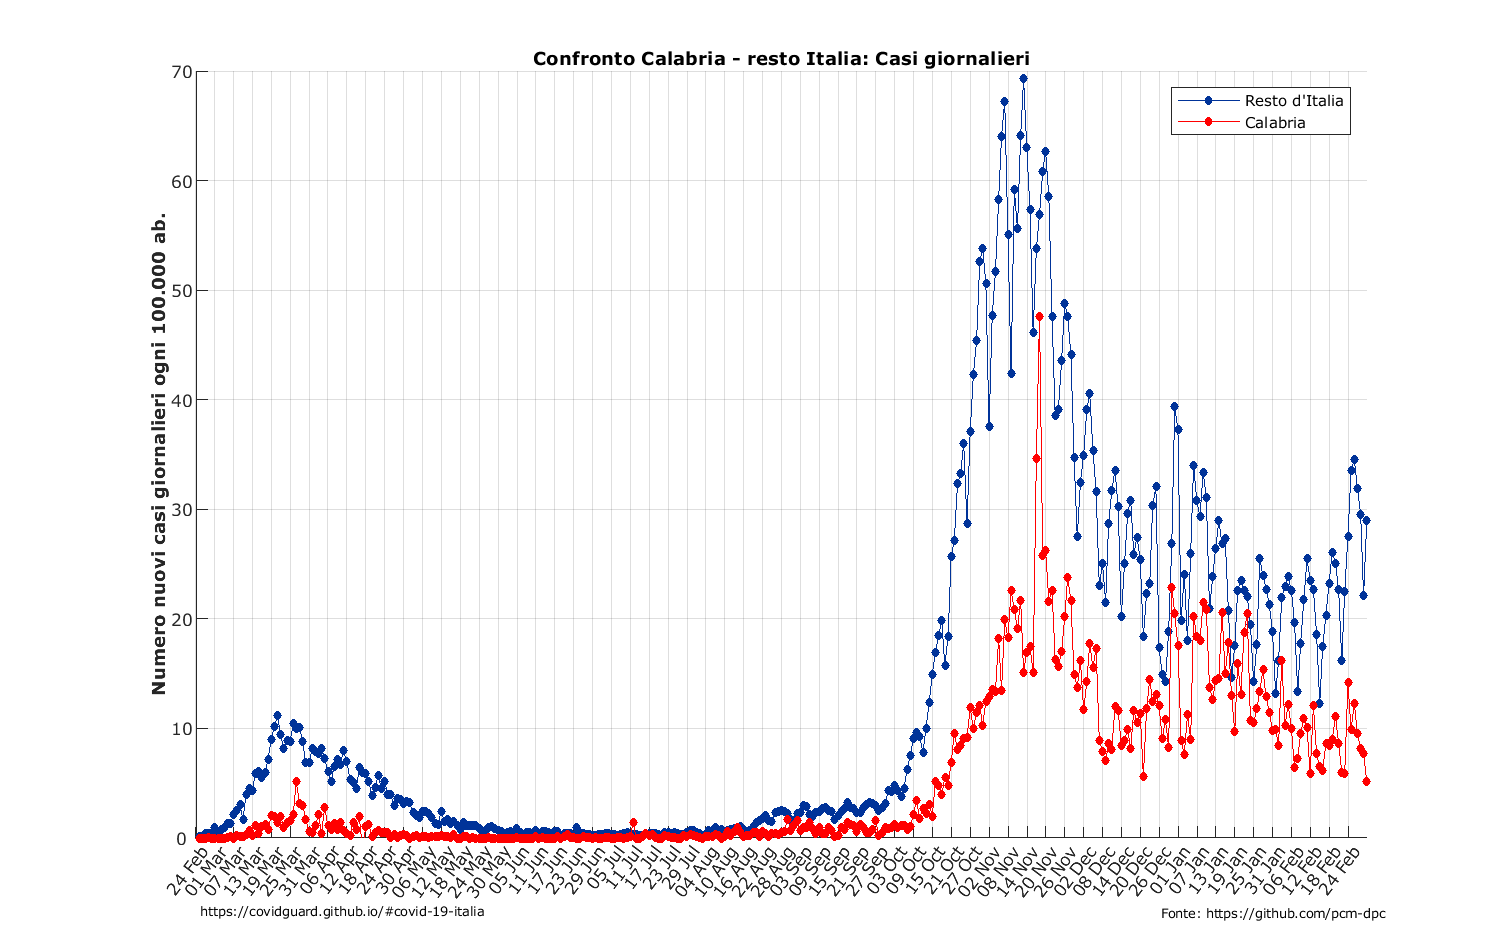 Confronto Calabria - resto Italia: Casi giornalieri
Resto d'Italia
Calabria
Numero nuovi casi giornalieri ogni 100.000 ab.
70
60
50
40
30
20
10
0
24 Feb
01 Mar
07 Mar
13 Mar
19 Mar
25 Mar
31 Mar
06 Apr
12 Apr
18 Apr
24 Apr
30 Apr
06 May
12 May
18 May
24 May
30 May
05 Jun
11 Jun
17 Jun
23 Jun
29 Jun
05 Jul
11 Jul
17 Jul
23 Jul
29 Jul
04 Aug
10 Aug
16 Aug
22 Aug
28 Aug
03 Sep
09 Sep
15 Sep
21 Sep
27 Sep
03 Oct
09 Oct
15 Oct
21 Oct
27 Oct
02 Nov
08 Nov
14 Nov
20 Nov
26 Nov
02 Dec
08 Dec
14 Dec
20 Dec
26 Dec
01 Jan
07 Jan
13 Jan
19 Jan
25 Jan
31 Jan
06 Feb
12 Feb
18 Feb
24 Feb
https://covidguard.github.io/#covid-19-italia
Fonte: https://github.com/pcm-dpc